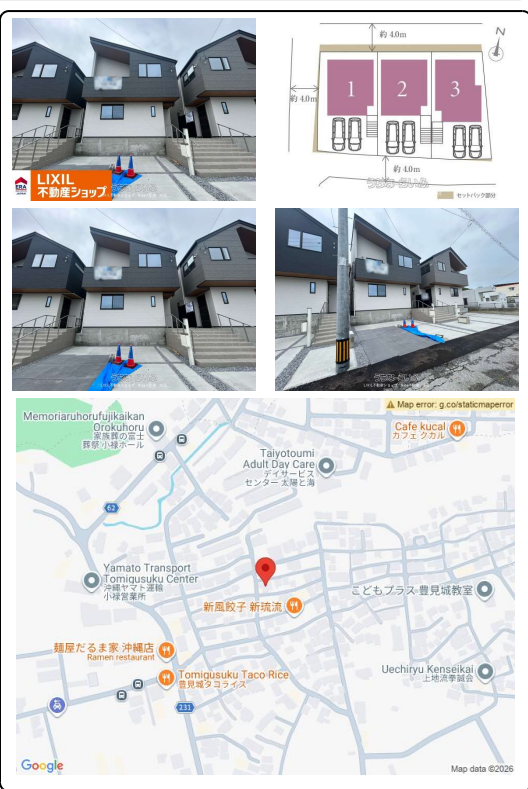 LIXIL
不動産ショップ
ERA
JAPAN
約 4.0m
N
約 4.0m
1
2
3
約 4.0m
セットバック部分
Map error: g.co/staticmaperror
Memoriaruhorufujikaikan
Orokuhoru
家族葬の富士
葬祭 小禄ホール
Cafe kucal
カフェ クカル
Taiyotoumi
Adult Day Care
デイサービス
センター 太陽と海
62
Yamato Transport
Tomigusuku Center
沖縄ヤマト運輸
小禄営業所
こどもプラス 豊見城教室
新風餃子 新琉流
麺屋だるま家 沖縄店
Ramen restaurant
Tomigusuku Taco Rice
豊見城タコライス
Uechiryu Kenseikai
上地流拳誠会
231
Google
Map data ©2026